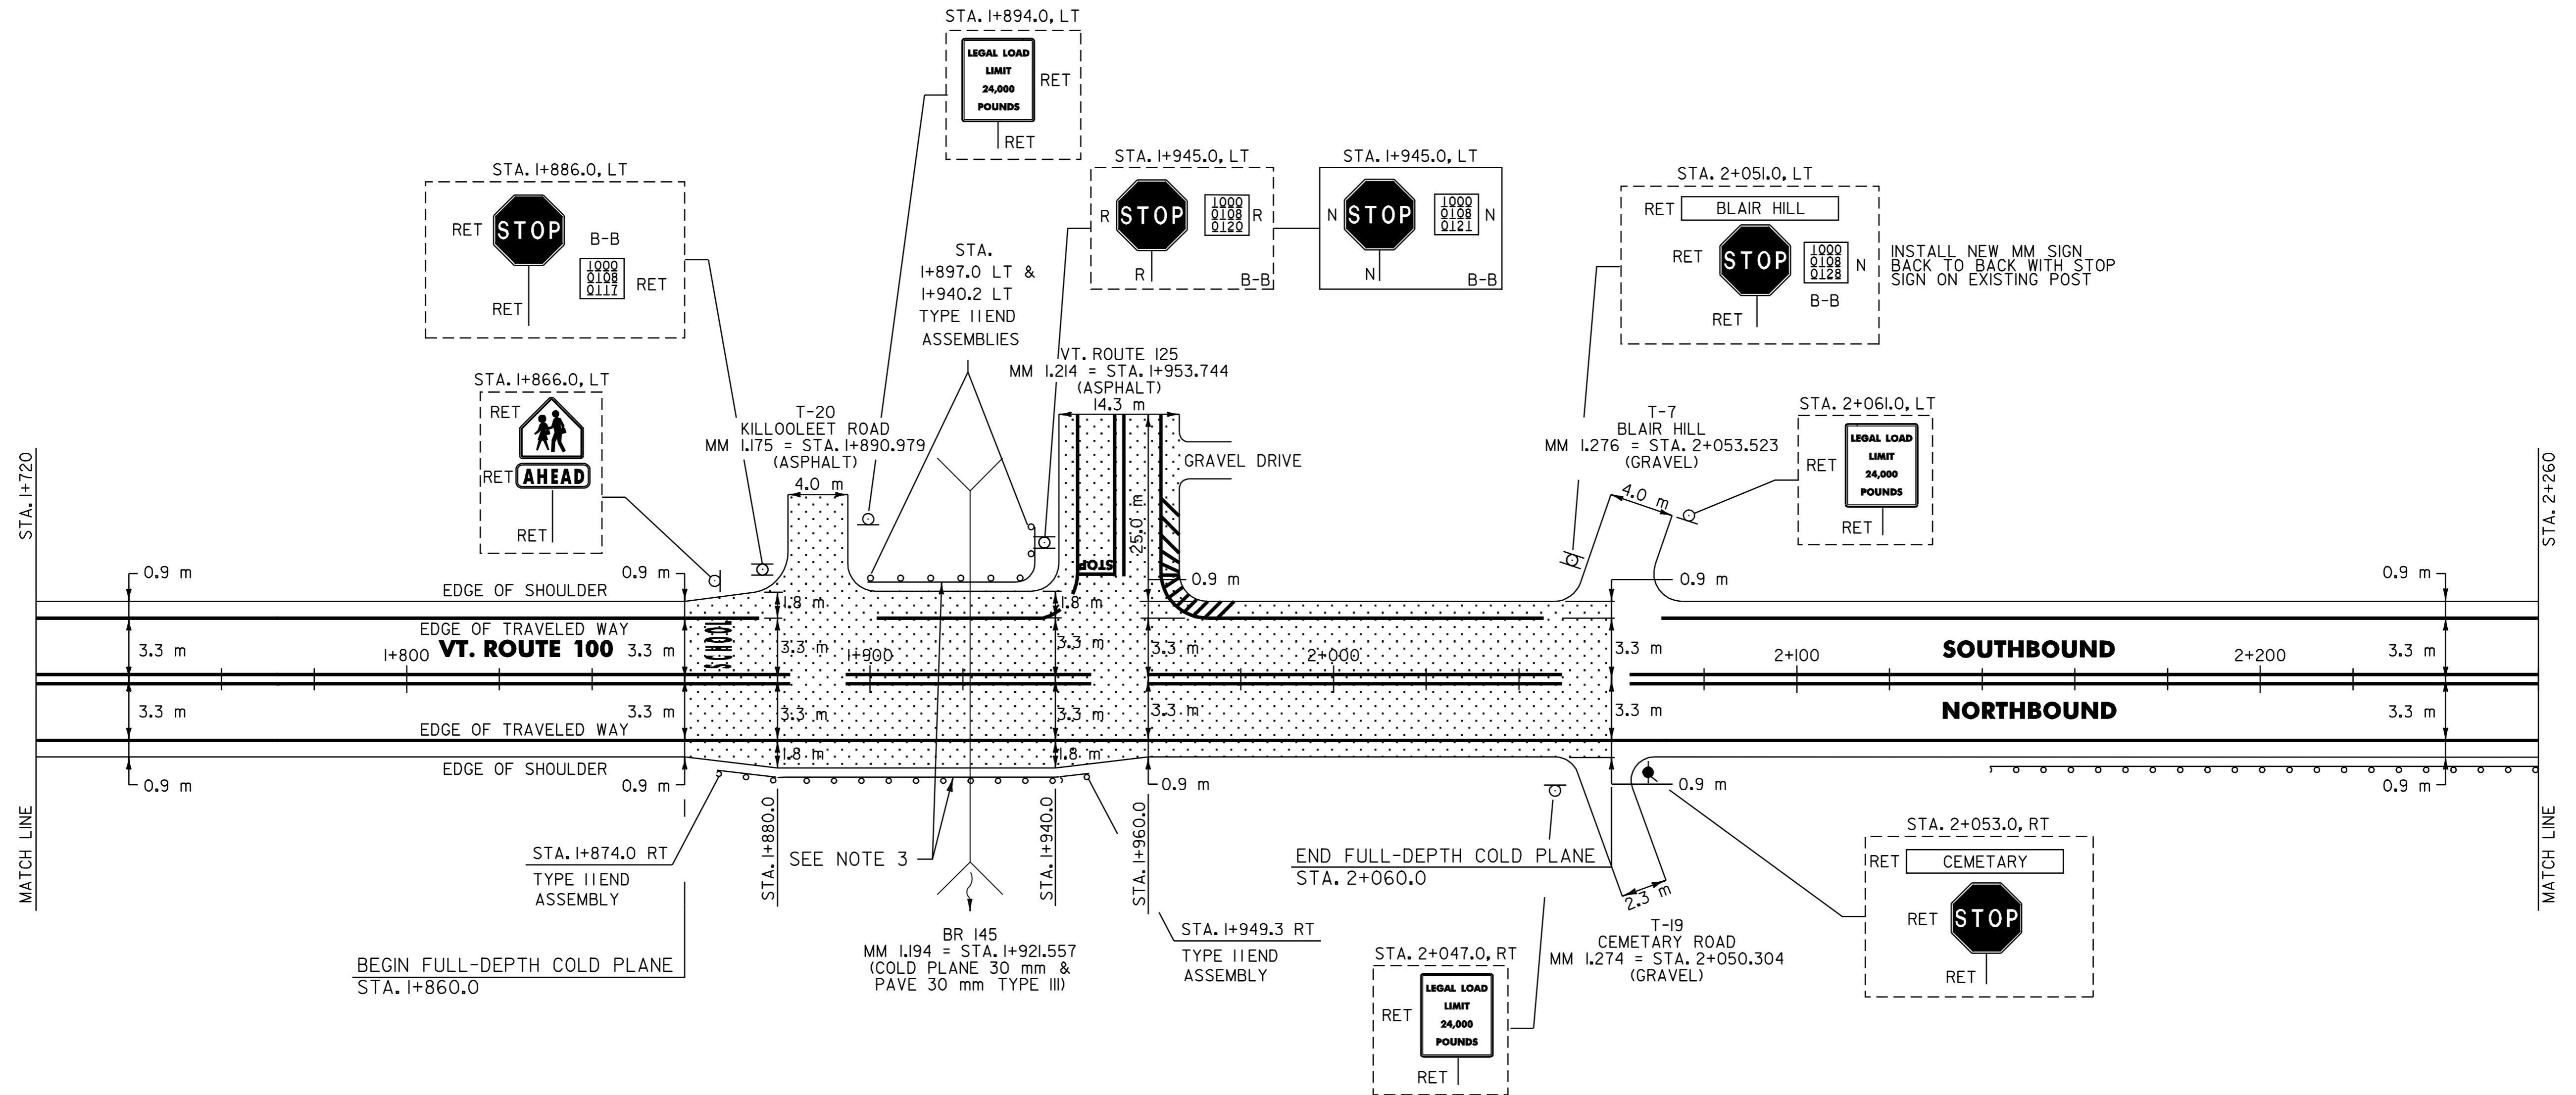 STA. 1+894.0, LT
LEGAL LOAD
LIMIT
24,000
POUNDS
RET
RET
STA. 1+886.0, LT
RET
STOP
B-B
1000
0108
0117
RET
RET
STA.
1+897.0 LT &
1+940.2 LT
TYPE II END
ASSEMBLIES
STA. 1+945.0, LT
R
STOP
1000
0108
0120
R
R
B-B
STA. 1+945.0, LT
N
STOP
1000
0108
0121
N
N
B-B
STA. 2+051.0, LT
RET
BLAIR HILL
RET
STOP
1000
0108
0128
N
B-B
RET
INSTALL NEW MM SIGN
BACK TO BACK WITH STOP
SIGN ON EXISTING POST
STA. 1+866.0, LT
RET
RET
AHEAD
RET
T-20
KILLOOLEET ROAD
MM 1.175 = STA. 1+890.979
(ASPHALT)
4.0 m
VT. ROUTE 125
MM 1.214 = STA. 1+953.744
(ASPHALT)
14.3 m
25.0 m
STOP
GRAVEL DRIVE
T-7
BLAIR HILL
MM 1.276 = STA. 2+053.523
(GRAVEL)
4.0 m
STA. 2+061.0, LT
RET
LEGAL LOAD
LIMIT
24,000
POUNDS
RET
STA. 1+720
MATCH LINE
STA. 2+260
MATCH LINE
0.9 m
EDGE OF SHOULDER
0.9 m
0.9 m
0.9 m
0.9 m
1.8 m
1.8 m
EDGE OF TRAVELED WAY
3.3 m
1+800
VT. ROUTE 100
3.3 m
SCHOOL
3.3 m
1+900
3.3 m
3.3 m
2+000
3.3 m
2+100
SOUTHBOUND
2+200
3.3 m
3.3 m
3.3 m
3.3 m
3.3 m
3.3 m
3.3 m
NORTHBOUND
3.3 m
EDGE OF TRAVELED WAY
1.8 m
1.8 m
EDGE OF SHOULDER
0.9 m
0.9 m
0.9 m
0.9 m
0.9 m
STA. 1+874.0 RT
TYPE II END
ASSEMBLY
STA. 1+880.0
SEE NOTE 3
STA. 1+940.0
STA. 1+960.0
BEGIN FULL-DEPTH COLD PLANE
STA. 1+860.0
BR 145
MM 1.194 = STA. 1+921.557
(COLD PLANE 30 mm &
PAVE 30 mm TYPE III)
STA. 1+949.3 RT
TYPE II END
ASSEMBLY
END FULL-DEPTH COLD PLANE
STA. 2+060.0
2.3 m
T-19
CEMETARY ROAD
MM 1.274 = STA. 2+050.304
(GRAVEL)
STA. 2+047.0, RT
RET
LEGAL LOAD
LIMIT
24,000
POUNDS
RET
STA. 2+053.0, RT
RET
CEMETARY
RET
STOP
RET